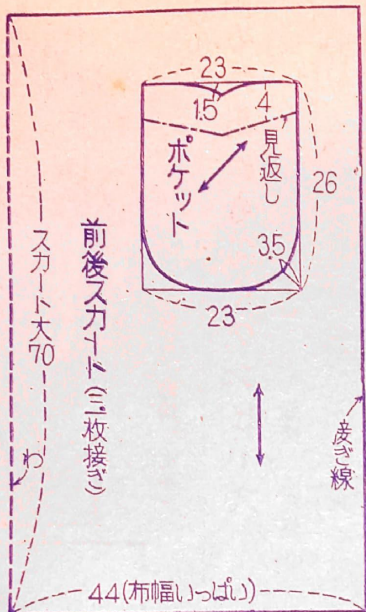 23
1.5
4
見返し
ポケット
26
3.5
23
スカート丈70
前後スカート(三枚接ぎ)
わ
接ぎ線
44(布幅いっぱい)